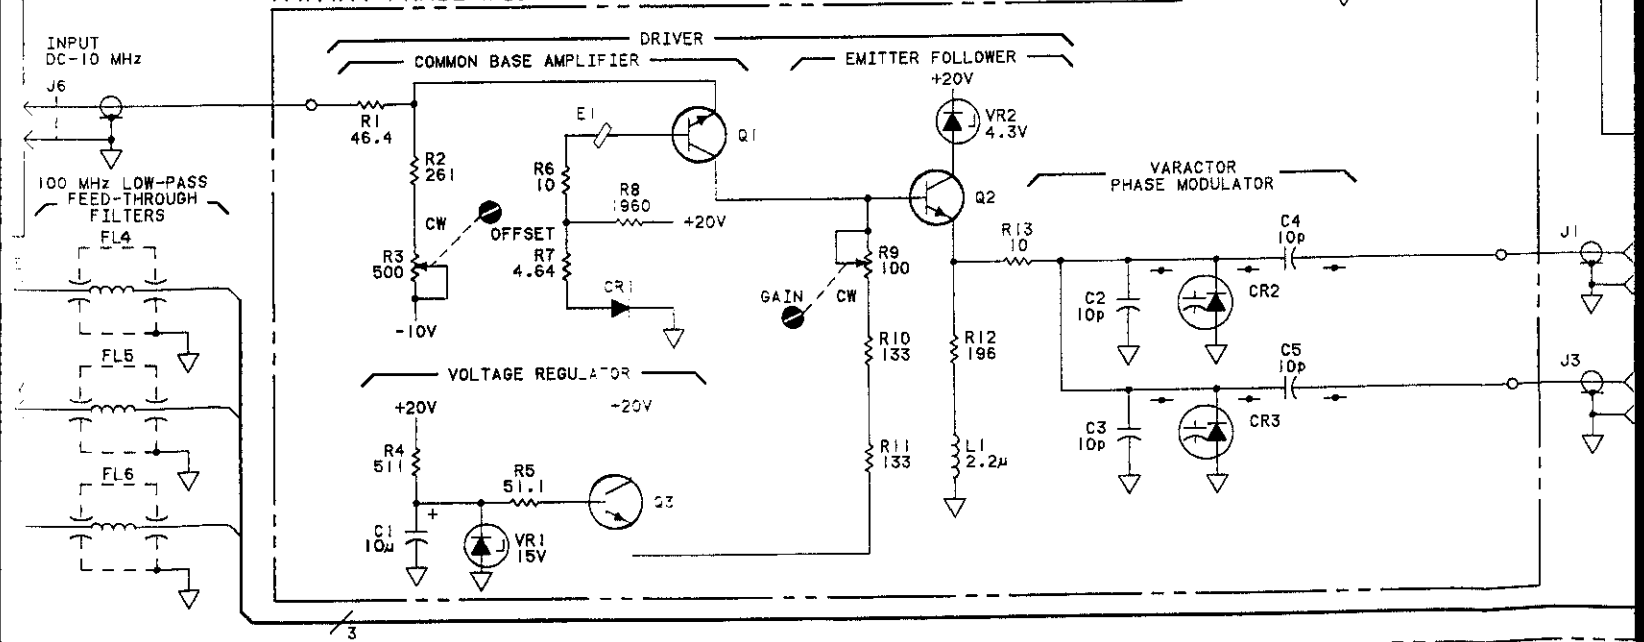 INPUT
DC-10 MHz
J6
DRIVER
COMMON BASE AMPLIFIER
EMITTER FOLLOWER
+20V
VR2
4.3V
R1
46.4
E1
Q1
R2
261
R6
10
R8
1960
+20V
CW
OFFSET
R3
500
R7
4.64
CR1
-10V
Q2
VARACTOR
PHASE MODULATOR
R13
10
C4
10p
J1
R9
100
GAIN
CW
C2
10p
CR2
R10
133
R12
196
C5
10p
J3
100 MHz LOW-PASS
FEED-THROUGH
FILTERS
FL4
FL5
FL6
VOLTAGE REGULATOR
+20V
+20V
R4
511
R5
51.1
Q3
+
C1
10μ
VR1
15V
R11
133
L1
2.2μ
C3
10p
CR3
3